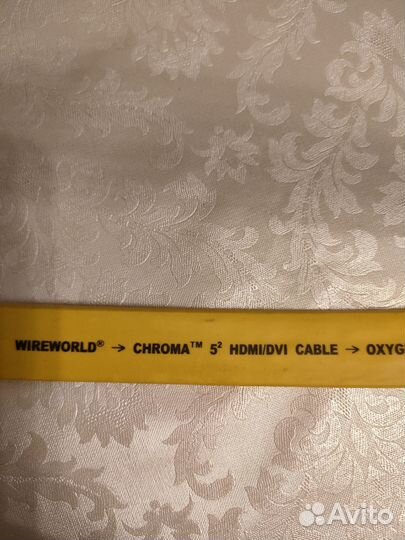 WIREWORLD® → CHROMA™ 5² HDMI/DVI CABLE → OXYG
Avito